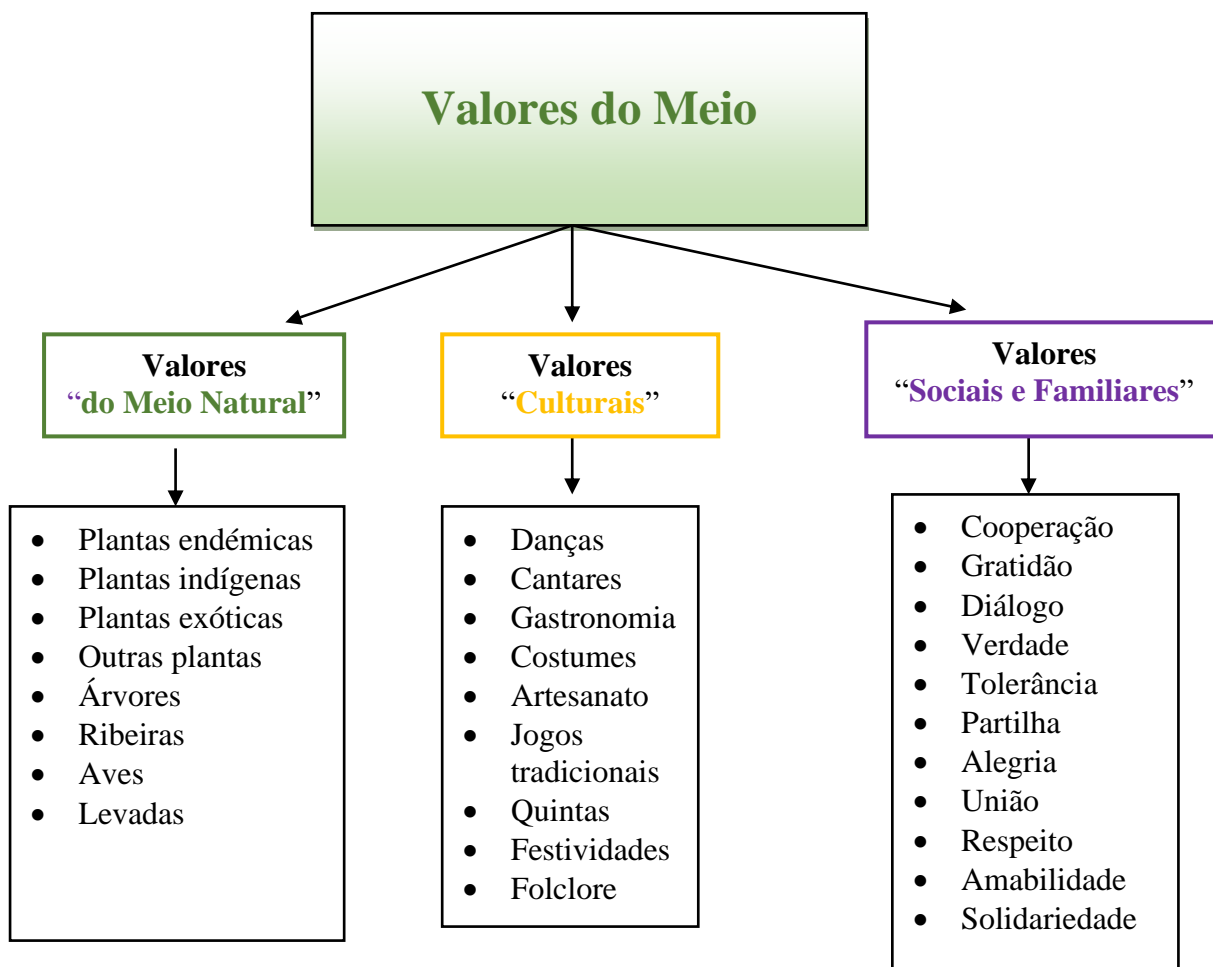 Valores do Meio
Valores
“do Meio Natural”
• Plantas endémicas
• Plantas indígenas
• Plantas exóticas
• Outras plantas
• Árvores
• Ribeiras
• Aves
• Levadas
Valores
“Culturais”
• Danças
• Cantares
• Gastronomia
• Costumes
• Artesanato
• Jogos
tradicionais
• Quintas
• Festividades
• Folclore
Valores
“Sociais e Familiares”
• Cooperação
• Gratidão
• Diálogo
• Verdade
• Tolerância
• Partilha
• Alegria
• União
• Respeito
• Amabilidade
• Solidariedade